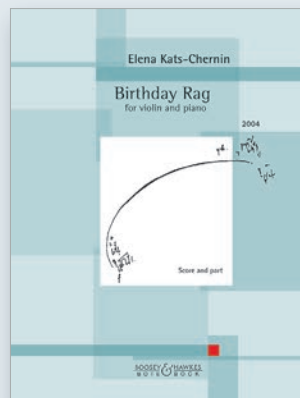 Elena Kats-Chernin
Birthday Rag
for violin and piano
2004
Score and part
BOOSEY & HAWKES
BOTE & BOCK